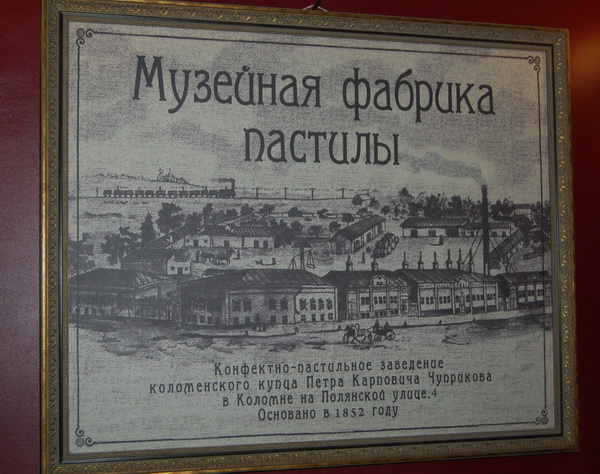 Музейная фабрика
пастилы
Конфектно-пастильное заведение
коломенского купца Петра Карповича Чуприкова
в Коломне на Полянской улице,4
Основано в 1852 году